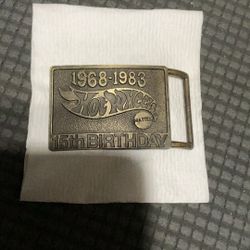 1968-1983
HOT WHEELS
MATTEL
15th BIRTHDAY